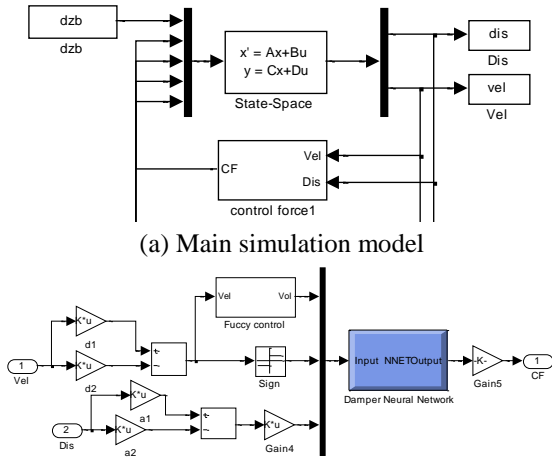 dzb
dzb
x' = Ax+Bu
y = Cx+Du
State-Space
dis
Dis
vel
Vel
CF
Vel
Dis
control force1
(a) Main simulation model
Vel
Vol
Fuccy control
K*u
d1
K*u
d2
1
Vel
Sign
Input NNETOutput
Damper Neural Network
-K-
Gain5
1
CF
2
Dis
K*u
a1
K*u
a2
K*u
Gain4